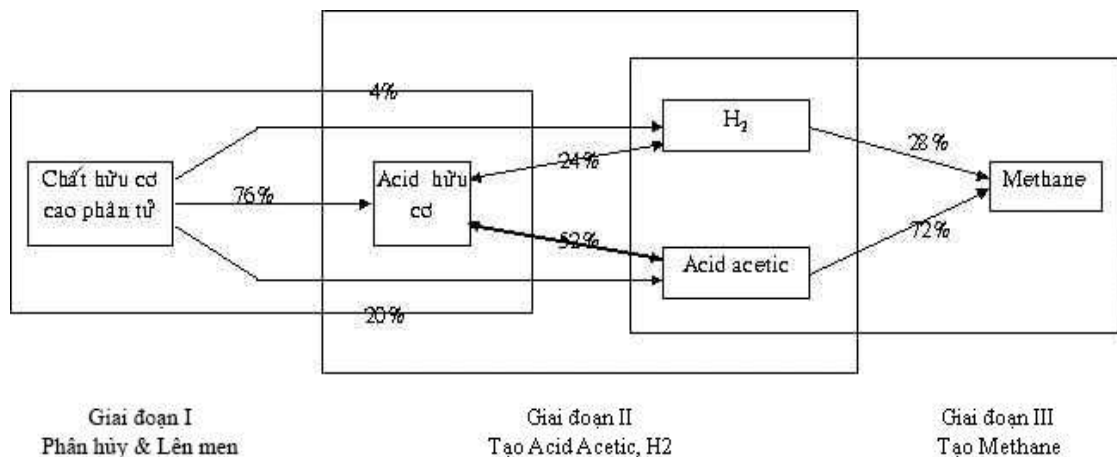 4%
H₂
24%
28%
Chất hữu cơ
cao phân tử
76%
Acid hữu
cơ
Methane
52%
72%
Acid acetic
20%
Giai đoạn I
Phân hủy & Lên men
Giai đoạn II
Tạo Acid Acetic, H2
Giai đoạn III
Tạo Methane